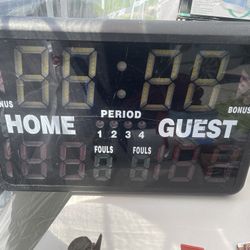 BONUS
BONUS
PERIOD
HOME
GUEST
1 2 3 4
FOULS
FOULS